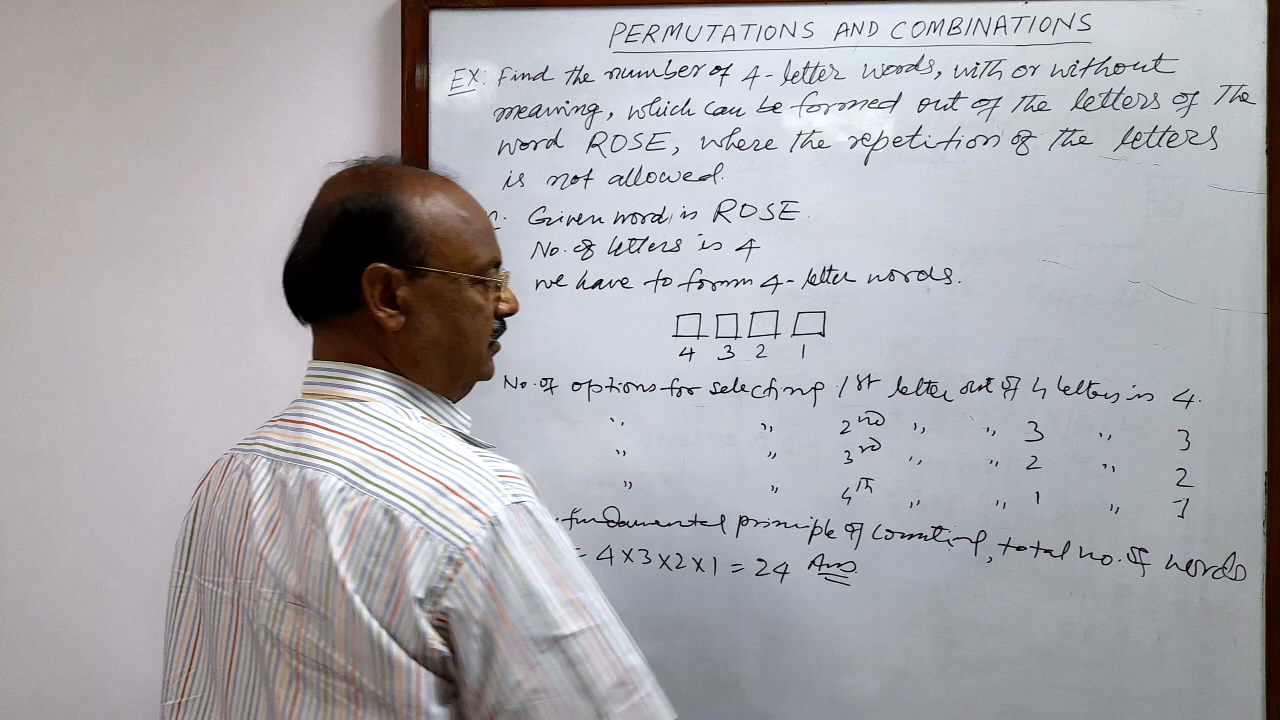 PERMUTATIONS AND COMBINATIONS
EX: Find the number of 4-letter words, with or without
meaning, which can be formed out of the letters of the
word ROSE, where the repetition of the letters
is not allowed.
Given word is ROSE.
No. of letters is 4
we have to form 4-letter words.
4 3 2 1
No. of options for selecting 1st letter out of 4 letters is 4.
" " 2nd " " 3 " 3
" " 3rd " " 2 " 2
" " 4th " " 1 " 1
fundamental principle of counting, total no. of words
= 4×3×2×1 = 24 Ans